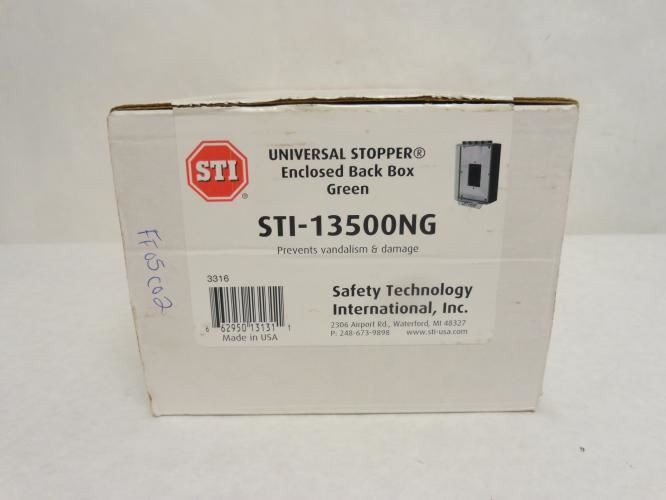 STI
®
UNIVERSAL STOPPER®
Enclosed Back Box
Green
STI-13500NG
Prevents vandalism & damage
3316
6 62950 13131 1
Made in USA
Safety Technology
International, Inc.
2306 Airport Rd., Waterford, MI 48327
P: 248-673-9898 www.sti-usa.com
FF05C02